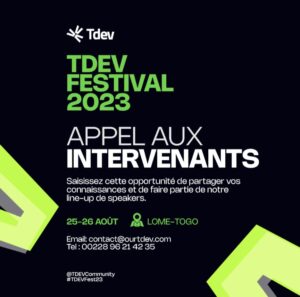 Tdev
TDEV
FESTIVAL
2023
APPEL AUX
INTERVENANTS
Saisissez cette opportunité de partager vos
connaissances et de faire partie de notre
line-up de speakers.
25-26 AOÛT LOME-TOGO
Email: contact@ourtdev.com
Tel : 00228 96 21 42 35
@TDEVCommunity
#TDEVFest23